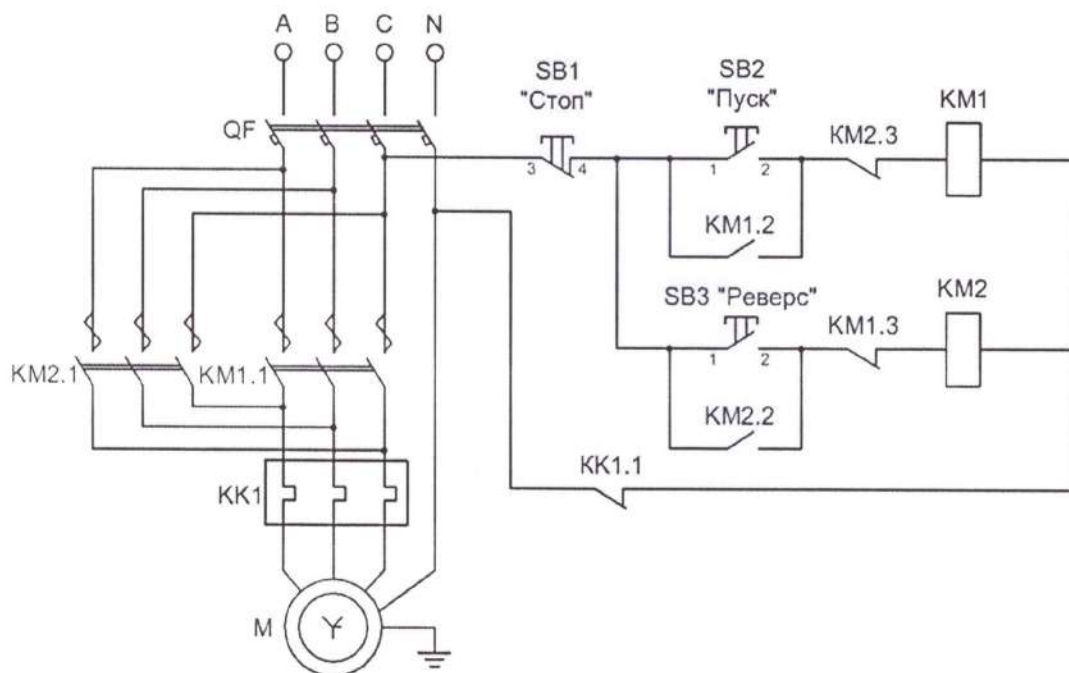 A B C N
SB1
"Стоп"
SB2
"Пуск"
KM2.3
KM1
QF
3 4
1 2
KM1.2
SB3 "Реверс"
KM1.3
KM2
1 2
KM2.1
KM1.1
KM2.2
KK1
KK1.1
M
Y